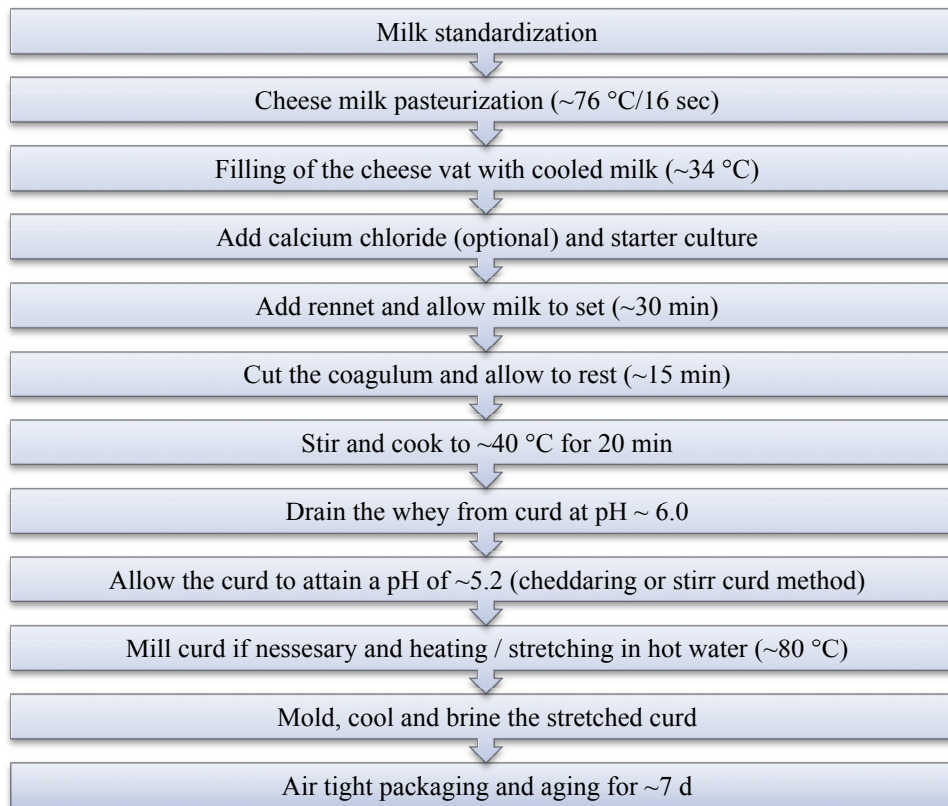 Milk standardization
Cheese milk pasteurization (~76 °C/16 sec)
Filling of the cheese vat with cooled milk (~34 °C)
Add calcium chloride (optional) and starter culture
Add rennet and allow milk to set (~30 min)
Cut the coagulum and allow to rest (~15 min)
Stir and cook to ~40 °C for 20 min
Drain the whey from curd at pH ~ 6.0
Allow the curd to attain a pH of ~5.2 (cheddaring or stirr curd method)
Mill curd if nessesary and heating / stretching in hot water (~80 °C)
Mold, cool and brine the stretched curd
Air tight packaging and aging for ~7 d